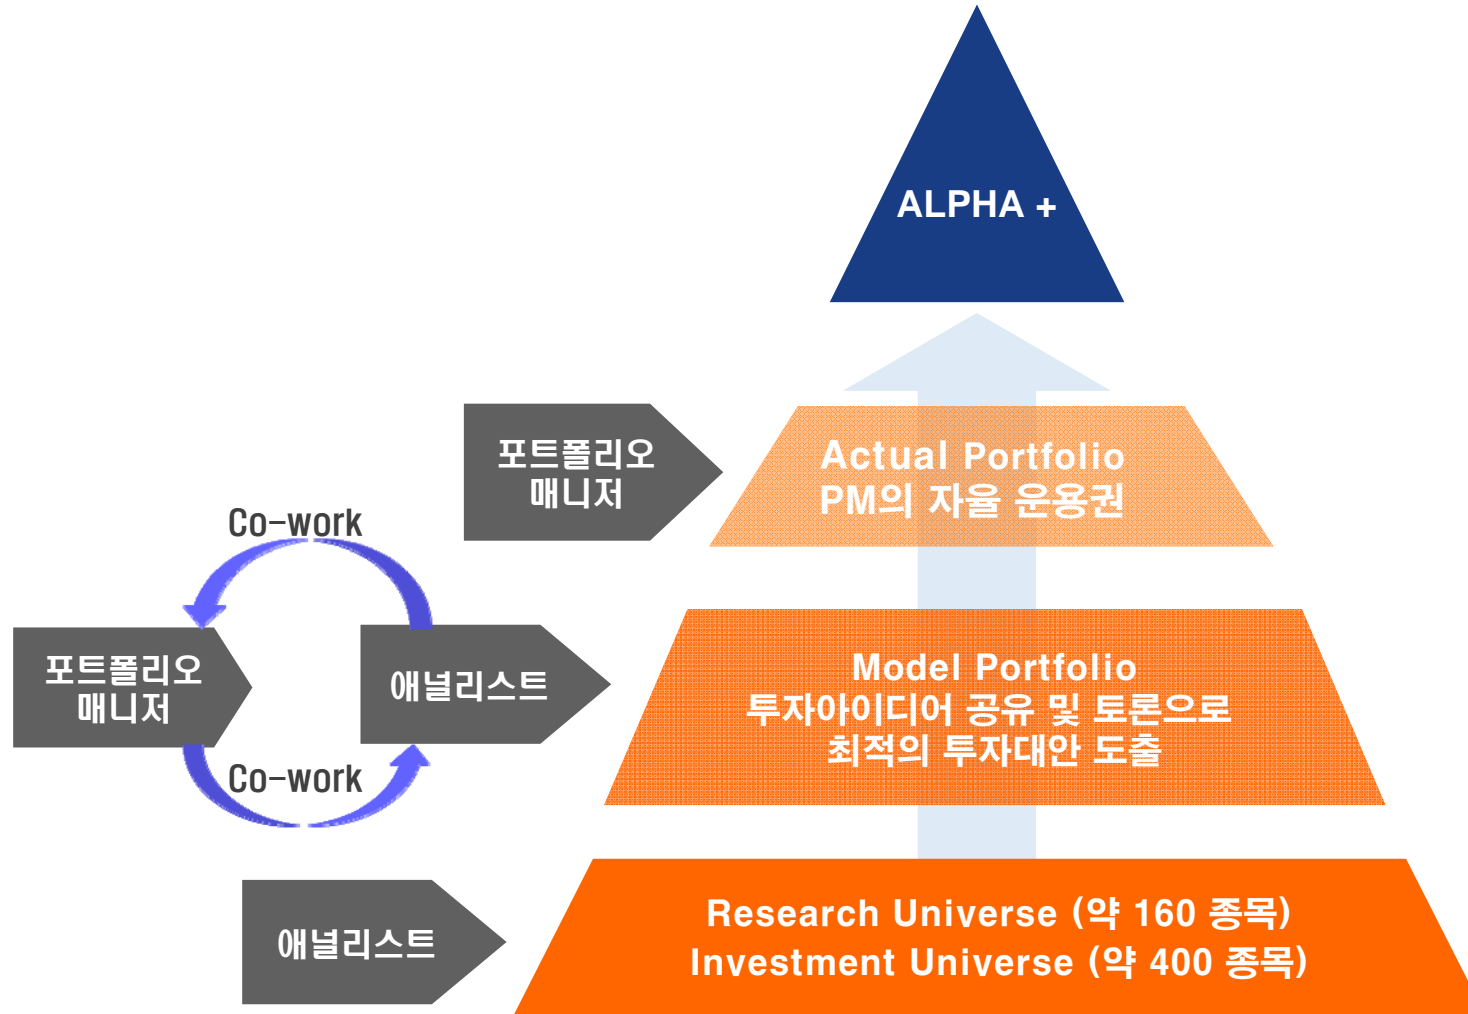 ALPHA +
포트폴리오
매니저
Actual Portfolio
PM의 자율 운용권
Co-work
포트폴리오
매니저
애널리스트
Co-work
Model Portfolio
투자아이디어 공유 및 토론으로
최적의 투자대안 도출
애널리스트
Research Universe (약 160 종목)
Investment Universe (약 400 종목)